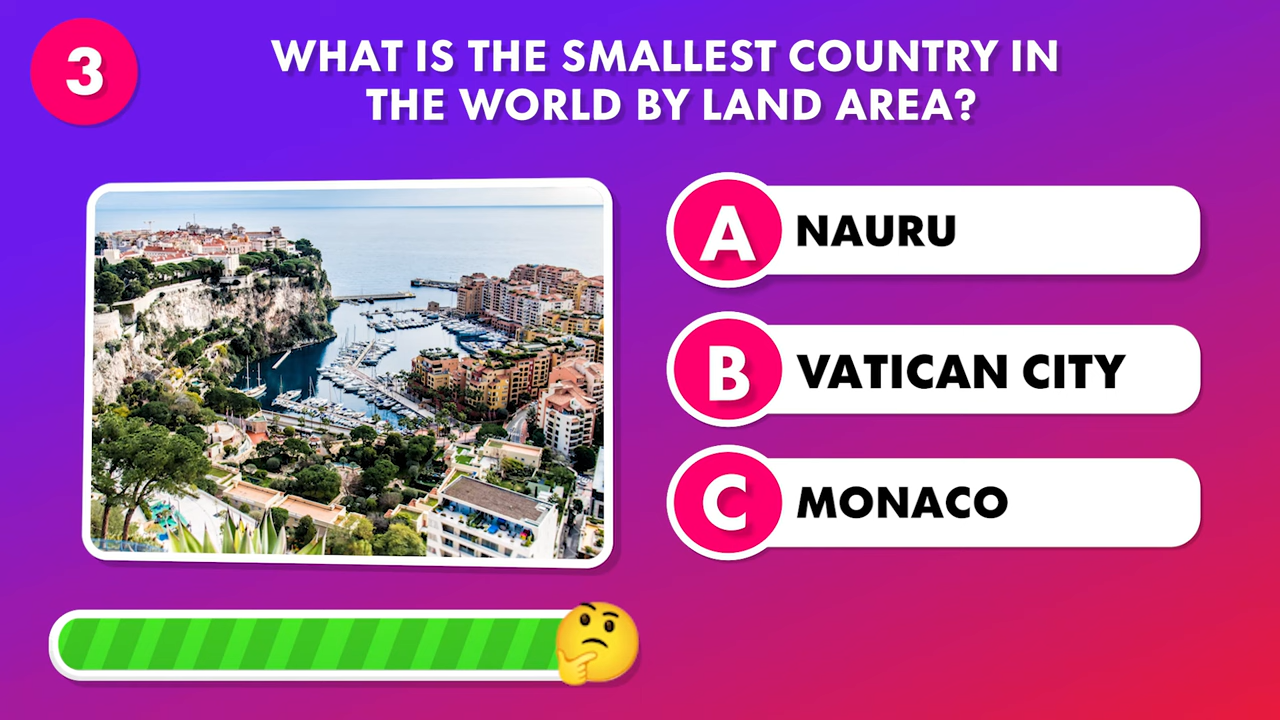 3
WHAT IS THE SMALLEST COUNTRY IN
THE WORLD BY LAND AREA?
A NAURU
B VATICAN CITY
C MONACO